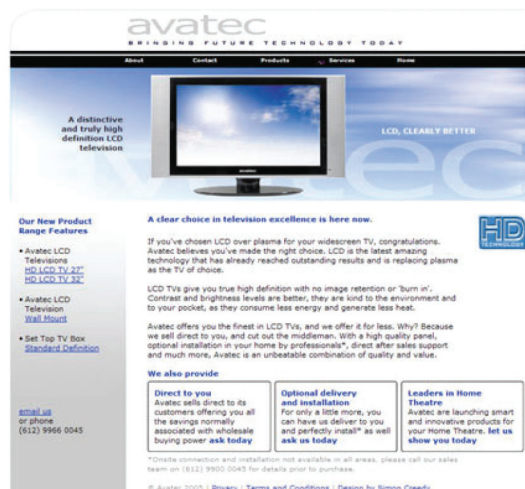 avatec
BRINGING FUTURE TECHNOLOGY TODAY
About Contact Products Services Home
A distinctive
and truly high
definition LCD
television
LCD, CLEARLY BETTER
avatec
Our New Product
Range Features
• Avatec LCD
Televisions
HD LCD TV 27"
HD LCD TV 32"
• Avatec LCD
Television
Wall Mount
• Set Top TV Box
Standard Definition
email us
or phone
(612) 9966 0045
A clear choice in television excellence is here now.
HD
TECHNOLOGY
If you've chosen LCD over plasma for your widescreen TV, congratulations.
Avatec believes you've made the right choice. LCD is the latest amazing
technology that has already reached outstanding results and is replacing plasma
as the TV of choice.
LCD TVs give you true high definition with no image retention or 'burn in'.
Contrast and brightness levels are better, they are kind to the environment and
to your pocket, as they consume less energy and generate less heat.
Avatec offers you the finest in LCD TVs, and we offer it for less. Why? Because
we sell direct to you, and cut out the middleman. With a high quality panel,
optional installation in your home by professionals*, direct after sales support
and much more, Avatec is an unbeatable combination of quality and value.
We also provide
Direct to you
Avatec sells direct to its
customers offering you all
the savings normally
associated with wholesale
buying power ask today
Optional delivery
and installation
For only a little more, you
can have us deliver to you
and perfectly install* as well
ask us today
Leaders in Home
Theatre
Avatec are launching smart
and innovative products for
your Home Theatre. let us
show you today
*Onsite connection and installation not available in all areas, please call our sales
team on (612) 9900 0045 for details prior to purchase.
© Avatec 2005 | Privacy | Terms and Conditions | Design by Simon Creedy